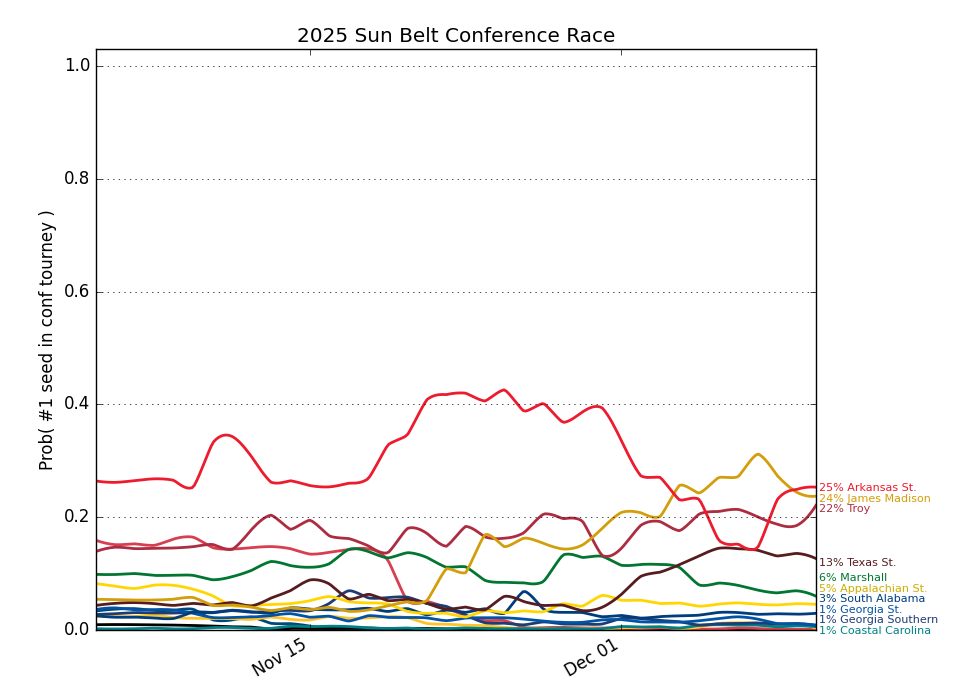 2025 Sun Belt Conference Race
1.0
0.8
0.6
0.4
0.2
0.0
Prob( #1 seed in conf tourney )
Nov 15
Dec 01
25% Arkansas St.
24% James Madison
22% Troy
13% Texas St.
6% Marshall
5% Appalachian St.
3% South Alabama
1% Georgia St.
1% Georgia Southern
1% Coastal Carolina